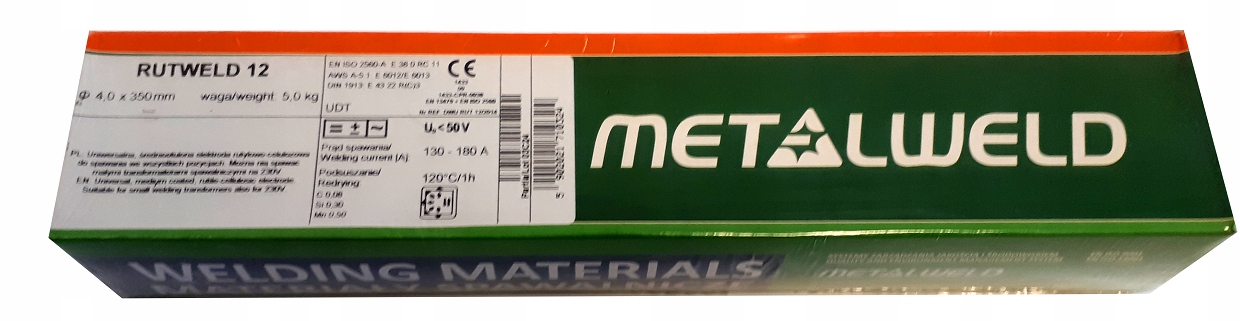 RUTWELD 12
Φ 4,0 x 350mm waga/weight: 5,0 kg
PL. Uniwersalna, średniootulona elektroda rutylowo-celulozowa
do spawania we wszystkich pozycjach. Można nią spawać
małymi transformatorami spawalniczymi na 230V.
EN. Universal, medium coated, rutile cellulosic electrode.
Suitable for small welding transformers also for 230V.
EN ISO 2560-A E 38 0 RC 11
AWS A-5.1 E 6012/E 6013
DIN 1913: E 43 22 R(C)3
CE
1433
UDT
= ± ~
U₀<50V
Prąd spawania/
Welding current [A]
130 - 180 A
Podsuszanie/
Redrying
120°C/1h
C 0,08
Si 0,30
Mn 0,50
METALWELD
WELDING MATERIALS
MATERIAŁY SPAWALNICZE
METALWELD